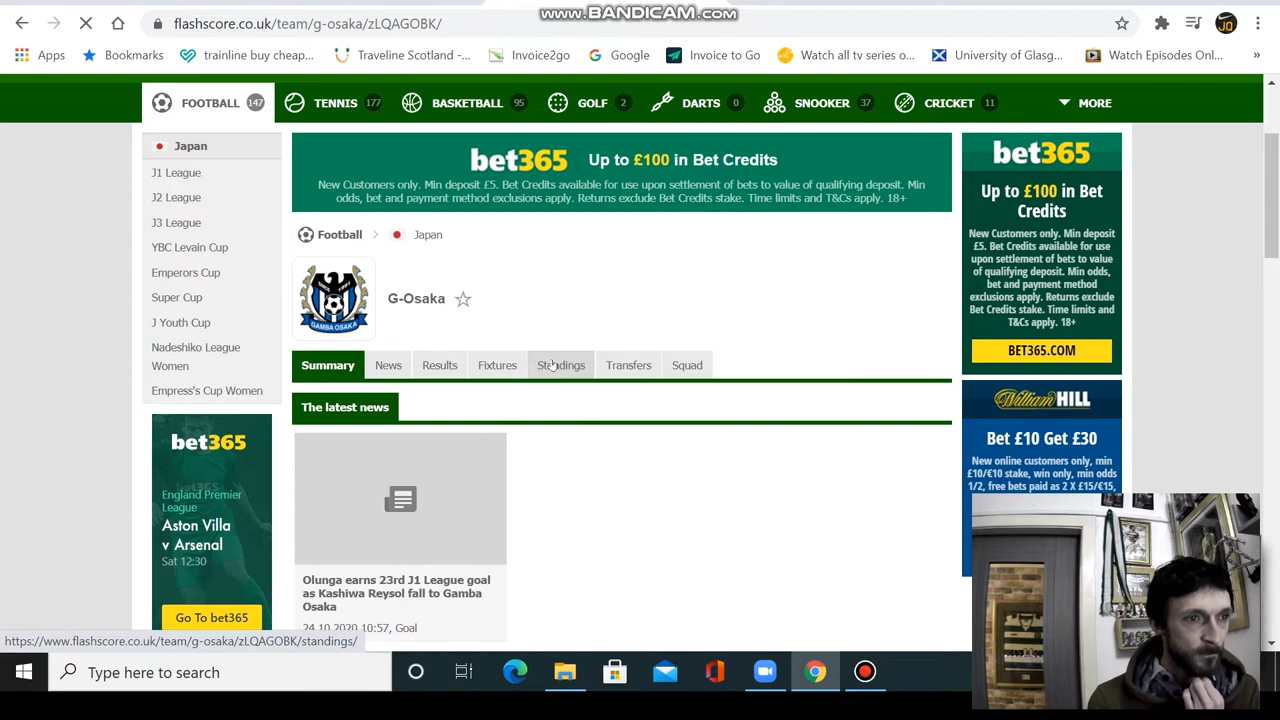 www.BANDICAM.com
flashscore.co.uk/team/g-osaka/zLQAGOBK/
Apps
Bookmarks
trainline buy cheap...
Traveline Scotland -...
Invoice2go
Google
Invoice to Go
Watch all tv series o...
University of Glasg...
Watch Episodes Onl...
»
FOOTBALL 147
TENNIS 177
BASKETBALL 95
GOLF 2
DARTS 0
SNOOKER 37
CRICKET 11
MORE
Japan
J1 League
J2 League
J3 League
YBC Levain Cup
Emperors Cup
Super Cup
J Youth Cup
Nadeshiko League
Women
Empress's Cup Women
bet365
England Premier
League
Aston Villa
v Arsenal
Sat 12:30
Go To bet365
bet365 Up to £100 in Bet Credits
New Customers only. Min deposit £5. Bet Credits available for use upon settlement of bets to value of qualifying deposit. Min
odds, bet and payment method exclusions apply. Returns exclude Bet Credits stake. Time limits and T&Cs apply. 18+
Football > Japan
GAMBA OSAKA
G-Osaka
Summary
News
Results
Fixtures
Standings
Transfers
Squad
The latest news
Olunga earns 23rd J1 League goal
as Kashiwa Reysol fall to Gamba
Osaka
24.10.2020 10:57, Goal
bet365
Up to £100 in Bet
Credits
New Customers only. Min deposit
£5. Bet Credits available for use
upon settlement of bets to value
of qualifying deposit. Min odds,
bet and payment method
exclusions apply. Returns exclude
Bet Credits stake. Time limits and
T&Cs apply. 18+
BET365.COM
William HILL
Bet £10 Get £30
New online customers only, min
£10/€10 stake, win only, min odds
1/2, free bets paid as 2 X £15/€15,
https://www.flashscore.co.uk/team/g-osaka/zLQAGOBK/standings/
Type here to search